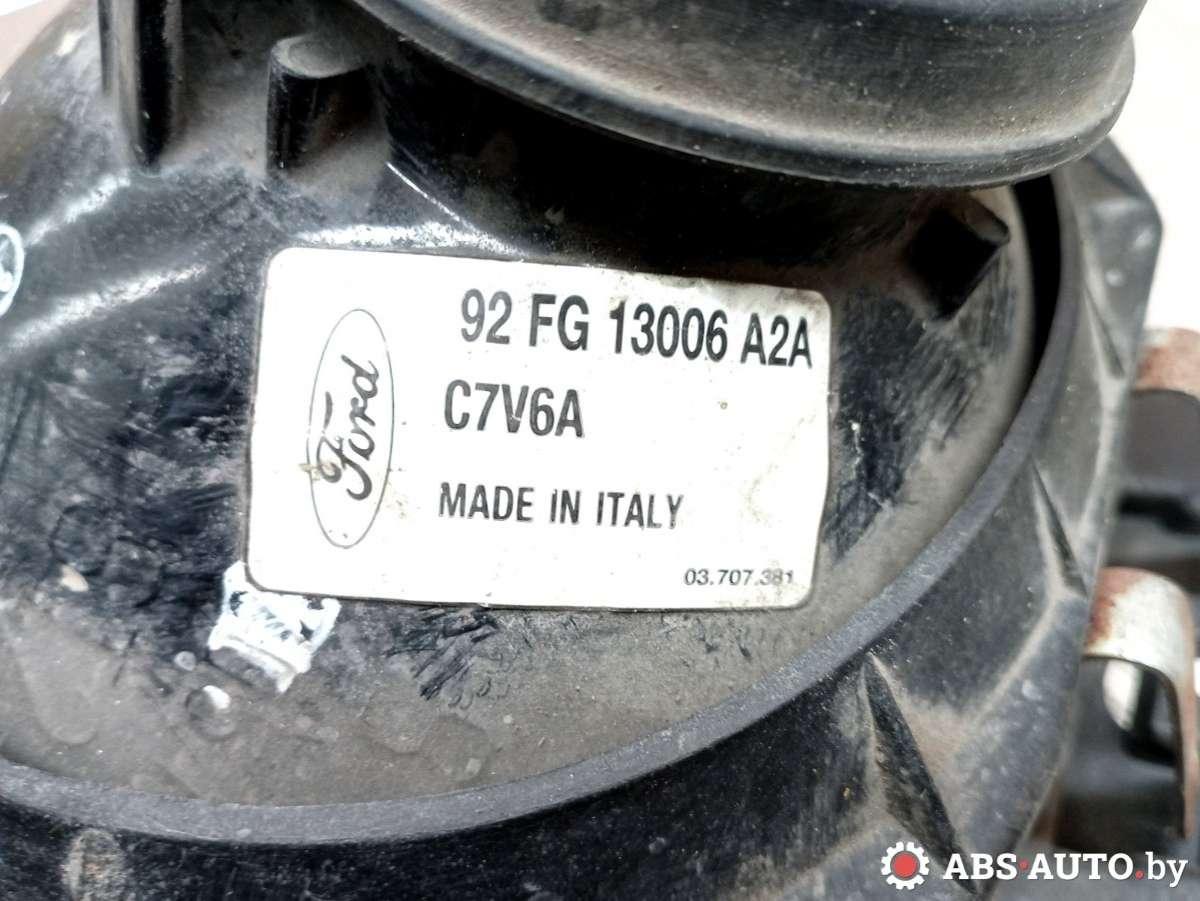 Ford
92 FG 13006 A2A
C7V6A
MADE IN ITALY
03.707.381
ABS-AUTO.by